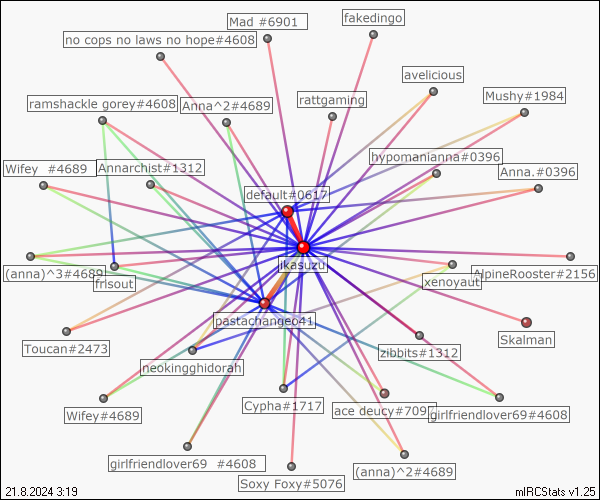 Mad #6901
fakedingo
no cops no laws no hope#4608
avelicious
Mushy#1984
ramshackle gorey#4608
Anna^2#4689
rattgaming
hypomanianna#0396
Wifey #4689
Annarchist#1312
Anna.#0396
default#0617
ikasuzu
(anna)^3#4689
frisout
xenoyaut
AlpineRooster#2156
pastachangeo41
Skalman
Toucan#2473
neokingghidorah
zibbits#1312
Wifey#4689
Cypha#1717
ace deucy#709
girlfriendlover69#4608
girlfriendlover69 #4608
Soxy Foxy#5076
(anna)^2#4689
21.8.2024 3:19
mIRCStats v1.25